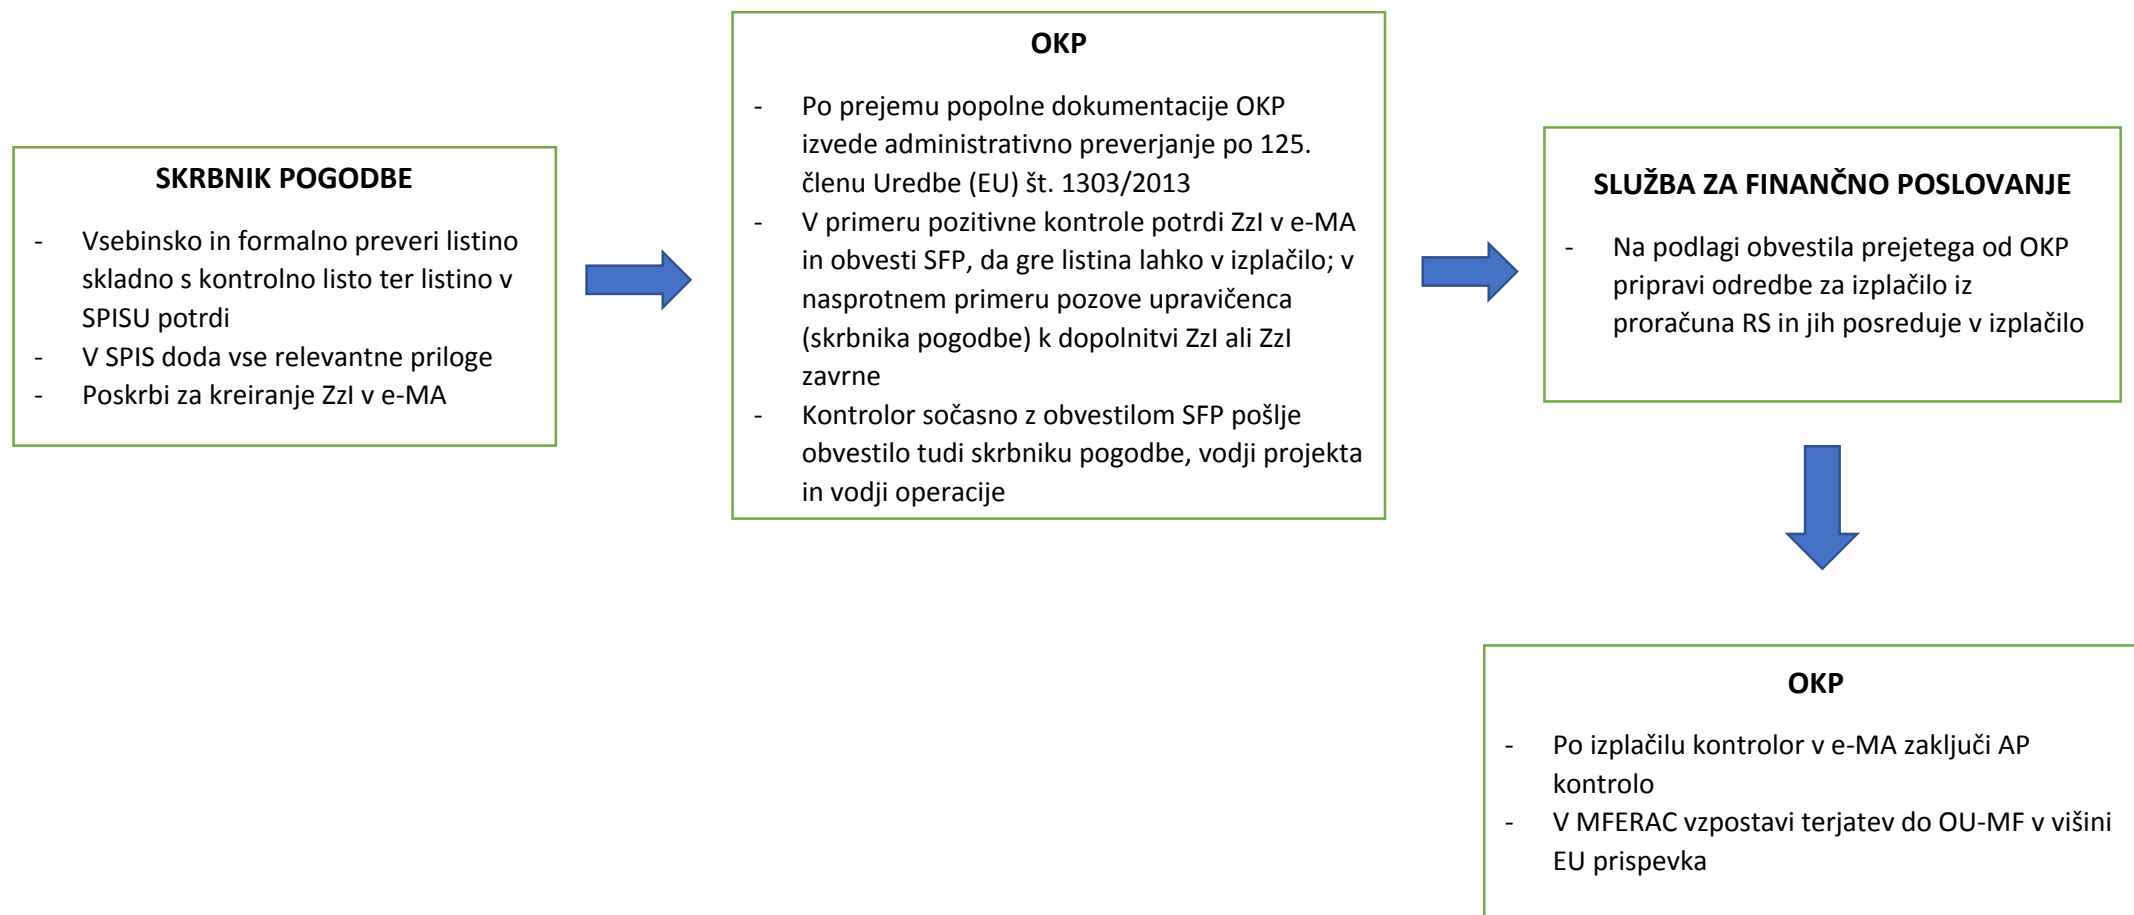 SKRBNIK POGODBE
- Vsebinsko in formalno preveri listino
skladno s kontrolno listo ter listino v
SPISU potrdi
- V SPIS doda vse relevantne priloge
- Poskrbi za kreiranje ZzI v e-MA
OKP
- Po prejemu popolne dokumentacije OKP
izvede administrativno preverjanje po 125.
členu Uredbe (EU) št. 1303/2013
- V primeru pozitivne kontrole potrdi ZzI v e-MA
in obvesti SFP, da gre listina lahko v izplačilo; v
nasprotnem primeru pozove upravičenca
(skrbnika pogodbe) k dopolnitvi ZzI ali ZzI
zavrne
- Kontrolor sočasno z obvestilom SFP pošlje
obvestilo tudi skrbniku pogodbe, vodji projekta
in vodji operacije
SLUŽBA ZA FINANČNO POSLOVANJE
- Na podlagi obvestila prejetega od OKP
pripravi odredbe za izplačilo iz
proračuna RS in jih posreduje v izplačilo
OKP
- Po izplačilu kontrolor v e-MA zaključi AP
kontrolo
- V MFERAC vzpostavi terjatev do OU-MF v višini
EU prispevka